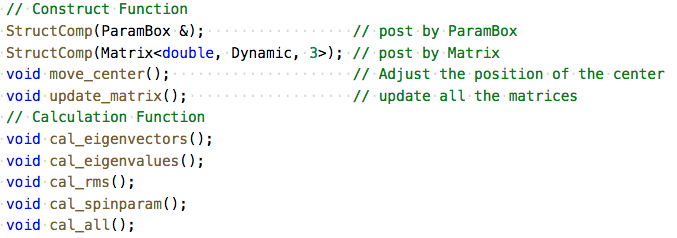 // Construct Function
StructComp(ParamBox &);                  // post by ParamBox
StructComp(Matrix<double, Dynamic, 3>); // post by Matrix
void move_center();                      // Adjust the position of the center
void update_matrix();                    // update all the matrices
// Calculation Function
void cal_eigenvectors();
void cal_eigenvalues();
void cal_rms();
void cal_spinparam();
void cal_all();